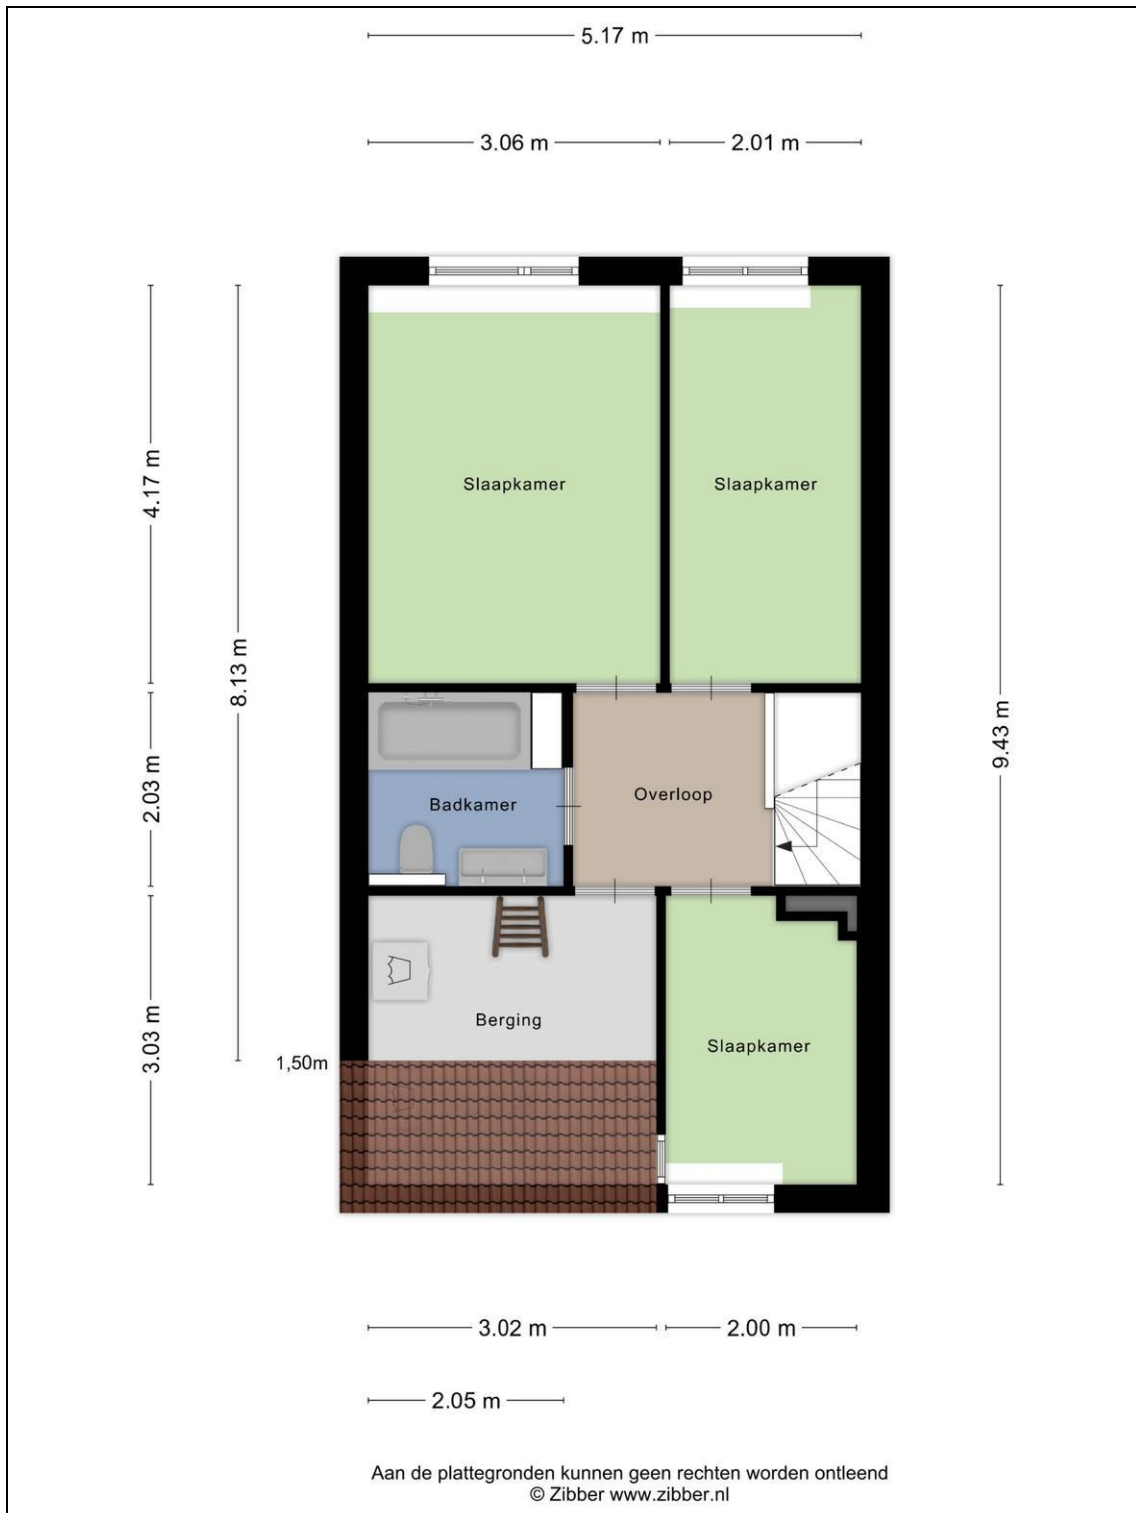 5.17 m
3.06 m
2.01 m
4.17 m
8.13 m
2.03 m
3.03 m
9.43 m
Slaapkamer
Slaapkamer
Badkamer
Overloop
Berging
Slaapkamer
1,50m
3.02 m
2.00 m
2.05 m
Aan de plattegronden kunnen geen rechten worden ontleend
© Zibber www.zibber.nl